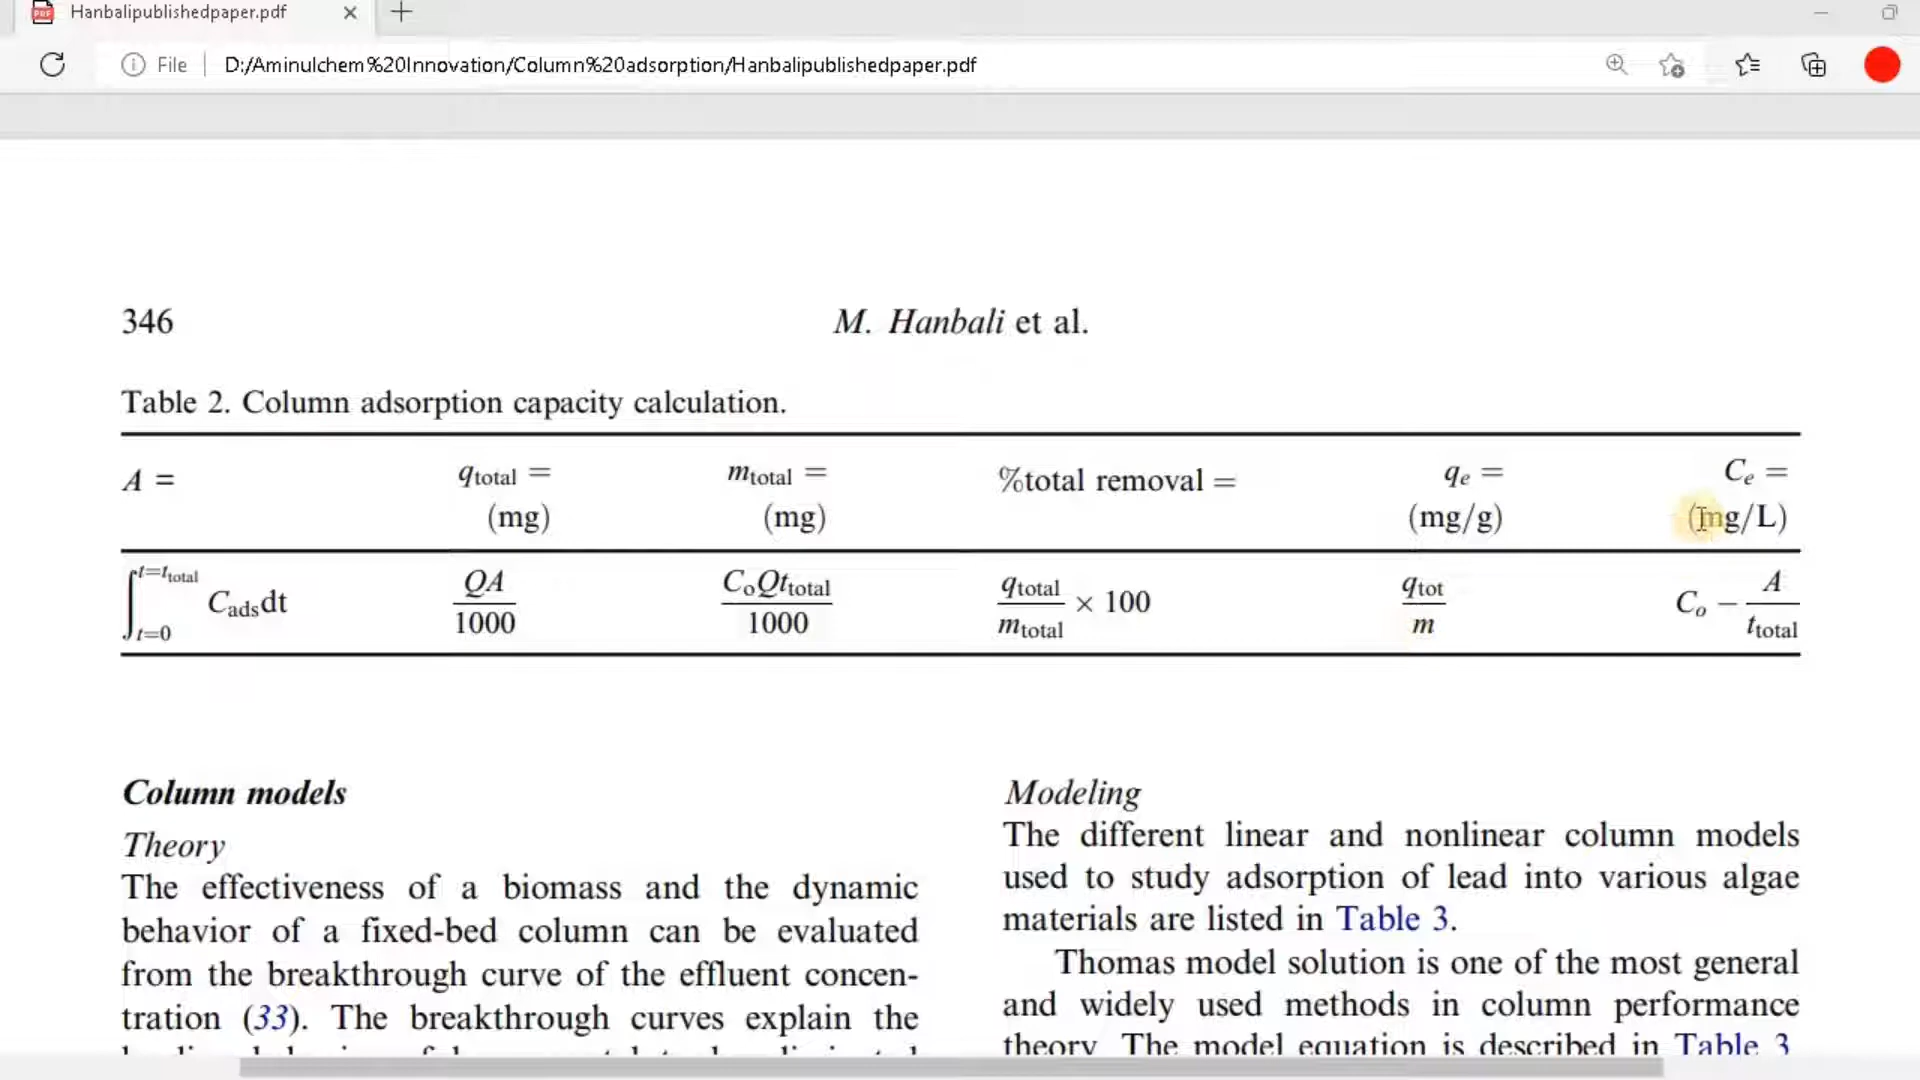 Hanbalipublishedpaper.pdf
File D:/Aminulchem%20Innovation/Column%20adsorption/Hanbalipublishedpaper.pdf
346 M. Hanbali et al.
Table 2. Column adsorption capacity calculation.
A = q_total = (mg) m_total = (mg) %total removal = q_e = (mg/g) C_e = (mg/L)
∫_{t=0}^{t=t_total} C_ads dt QA/1000 C_oQt_total/1000 q_total/m_total × 100 q_tot/m C_o − A/t_total
Column models
Theory
The effectiveness of a biomass and the dynamic
behavior of a fixed-bed column can be evaluated
from the breakthrough curve of the effluent concen-
tration (33). The breakthrough curves explain the
Modeling
The different linear and nonlinear column models
used to study adsorption of lead into various algae
materials are listed in Table 3.
Thomas model solution is one of the most general
and widely used methods in column performance
theory. The model equation is described in Table 3.